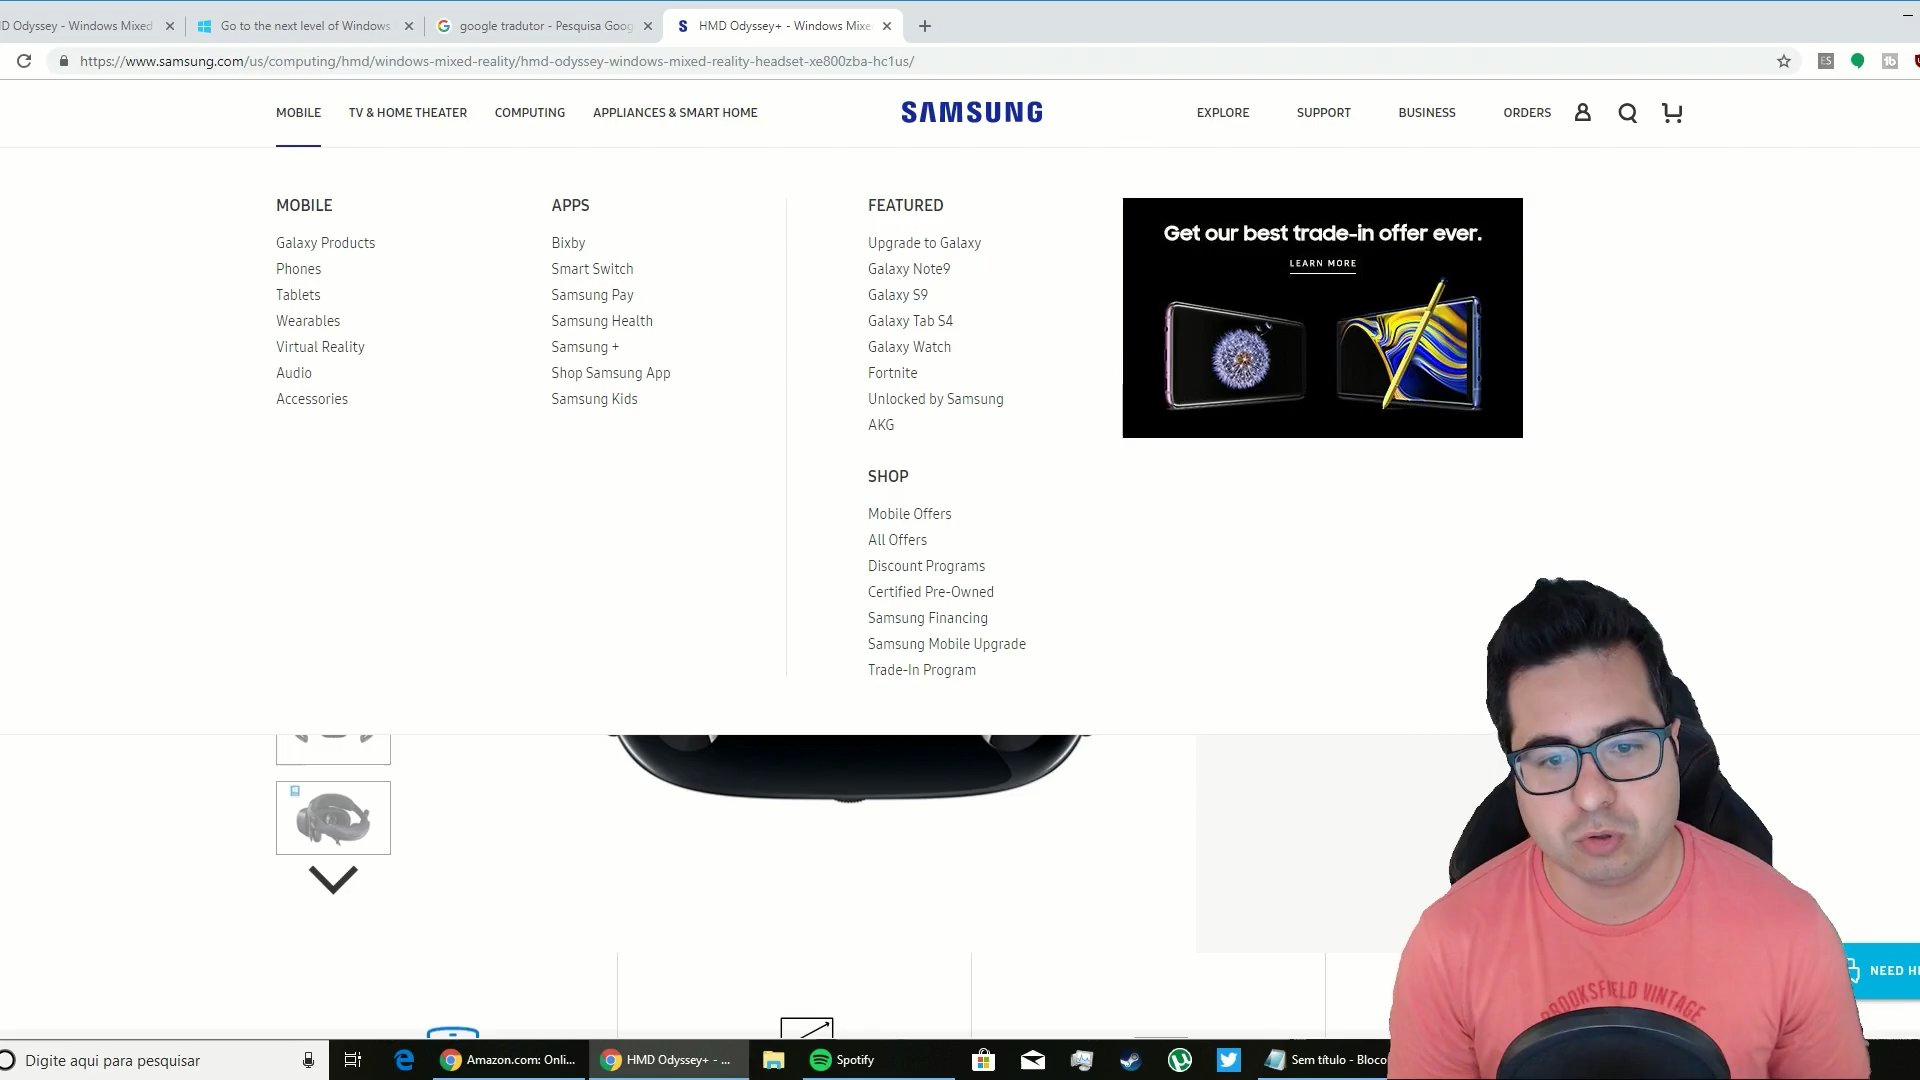 D Odyssey - Windows Mixed
Go to the next level of Windows
google tradutor - Pesquisa Goog
HMD Odyssey+ - Windows Mixe
https://www.samsung.com/us/computing/hmd/windows-mixed-reality/hmd-odyssey-windows-mixed-reality-headset-xe800zba-hc1us/
MOBILE
TV & HOME THEATER
COMPUTING
APPLIANCES & SMART HOME
SAMSUNG
EXPLORE
SUPPORT
BUSINESS
ORDERS
MOBILE
Galaxy Products
Phones
Tablets
Wearables
Virtual Reality
Audio
Accessories
APPS
Bixby
Smart Switch
Samsung Pay
Samsung Health
Samsung +
Shop Samsung App
Samsung Kids
FEATURED
Upgrade to Galaxy
Galaxy Note9
Galaxy S9
Galaxy Tab S4
Galaxy Watch
Fortnite
Unlocked by Samsung
AKG
SHOP
Mobile Offers
All Offers
Discount Programs
Certified Pre-Owned
Samsung Financing
Samsung Mobile Upgrade
Trade-In Program
Get our best trade-in offer ever.
LEARN MORE
NEED HE
BROOKSFIELD VINTAGE
Digite aqui para pesquisar
Amazon.com: Onli...
HMD Odyssey+ - ...
Spotify
Sem título - Bloco